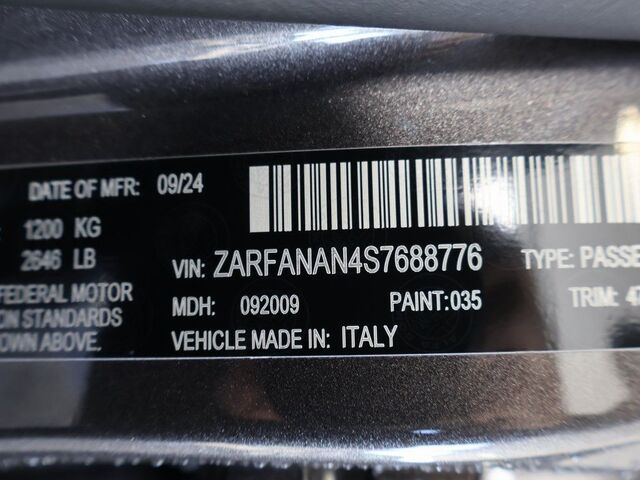 DATE OF MFR: 09/24
1200 KG
2646 LB
VIN: ZARFANAN4S7688776
TYPE: PASSE
FEDERAL MOTOR
MDH: 092009
PAINT:035
TRIM: 47
ON STANDARDS
VEHICLE MADE IN: ITALY
OWN ABOVE.